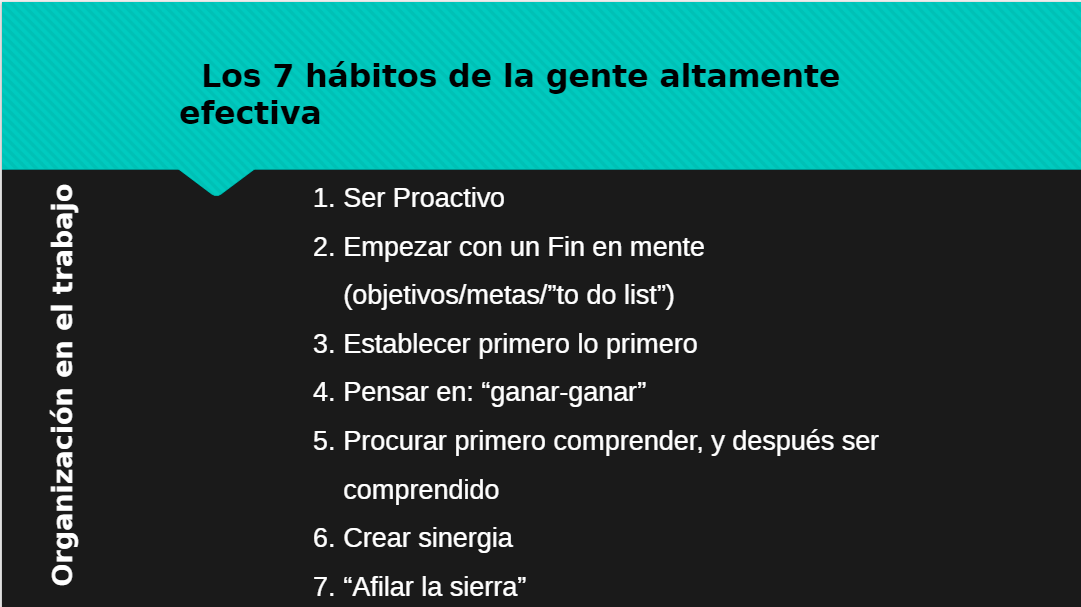 Los 7 hábitos de la gente altamente
efectiva
Organización en el trabajo
1. Ser Proactivo
2. Empezar con un Fin en mente
(objetivos/metas/”to do list”)
3. Establecer primero lo primero
4. Pensar en: “ganar-ganar”
5. Procurar primero comprender, y después ser
comprendido
6. Crear sinergia
7. “Afilar la sierra”